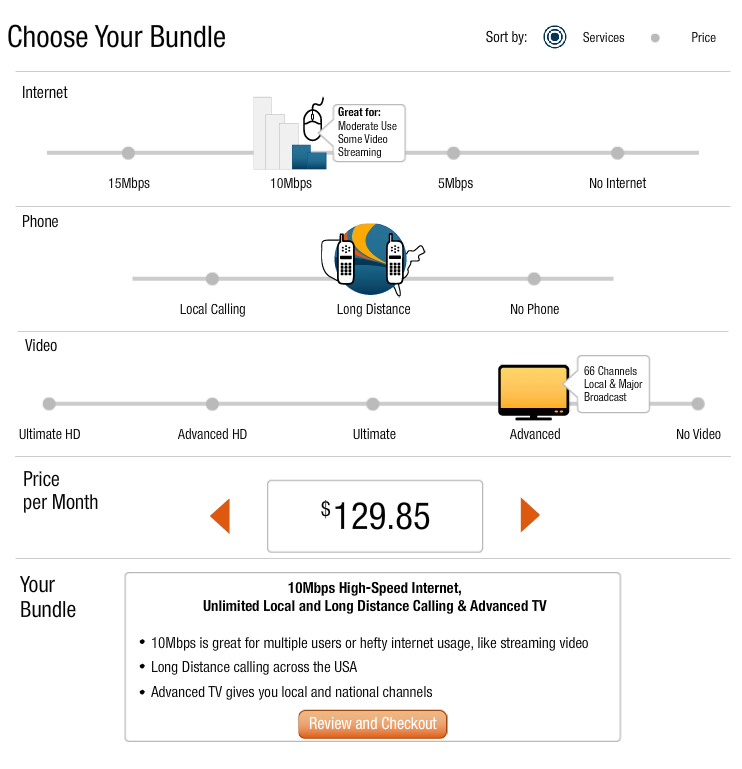 Choose Your Bundle
Sort by: Services Price
Internet
Great for:
Moderate Use
Some Video
Streaming
15Mbps 10Mbps 5Mbps No Internet
Phone
Local Calling Long Distance No Phone
Video
66 Channels
Local & Major
Broadcast
Ultimate HD Advanced HD Ultimate Advanced No Video
Price
per Month
$129.85
Your
Bundle
10Mbps High-Speed Internet,
Unlimited Local and Long Distance Calling & Advanced TV
• 10Mbps is great for multiple users or hefty internet usage, like streaming video
• Long Distance calling across the USA
• Advanced TV gives you local and national channels
Review and Checkout